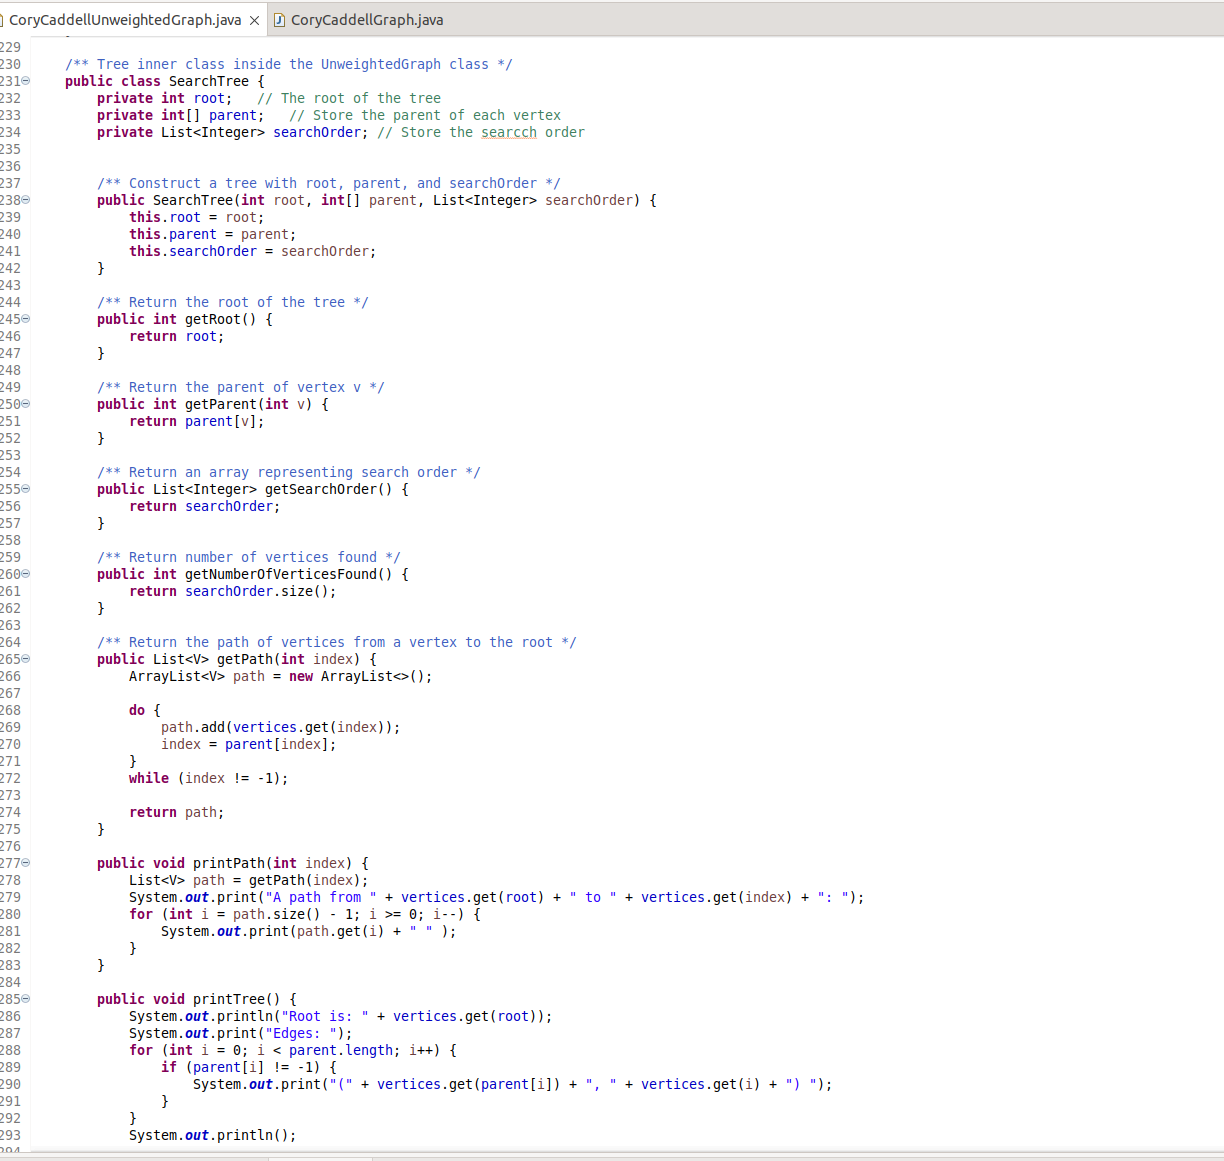 CoryCaddellUnweightedGraph.java CoryCaddellGraph.java
229
230 /** Tree inner class inside the UnweightedGraph class */
231 public class SearchTree {
232 private int root; // The root of the tree
233 private int[] parent; // Store the parent of each vertex
234 private List<Integer> searchOrder; // Store the searcch order
235
236
237 /** Construct a tree with root, parent, and searchOrder */
238 public SearchTree(int root, int[] parent, List<Integer> searchOrder) {
239 this.root = root;
240 this.parent = parent;
241 this.searchOrder = searchOrder;
242 }
243
244 /** Return the root of the tree */
245 public int getRoot() {
246 return root;
247 }
248
249 /** Return the parent of vertex v */
250 public int getParent(int v) {
251 return parent[v];
252 }
253
254 /** Return an array representing search order */
255 public List<Integer> getSearchOrder() {
256 return searchOrder;
257 }
258
259 /** Return number of vertices found */
260 public int getNumberOfVerticesFound() {
261 return searchOrder.size();
262 }
263
264 /** Return the path of vertices from a vertex to the root */
265 public List<V> getPath(int index) {
266 ArrayList<V> path = new ArrayList<>();
267
268 do {
269 path.add(vertices.get(index));
270 index = parent[index];
271 }
272 while (index != -1);
273
274 return path;
275 }
276
277 public void printPath(int index) {
278 List<V> path = getPath(index);
279 System.out.print("A path from " + vertices.get(root) + " to " + vertices.get(index) + ": ");
280 for (int i = path.size() - 1; i >= 0; i--) {
281 System.out.print(path.get(i) + " " );
282 }
283 }
284
285 public void printTree() {
286 System.out.println("Root is: " + vertices.get(root));
287 System.out.print("Edges: ");
288 for (int i = 0; i < parent.length; i++) {
289 if (parent[i] != -1) {
290 System.out.print("(" + vertices.get(parent[i]) + ", " + vertices.get(i) + ") ");
291 }
292 }
293 System.out.println();